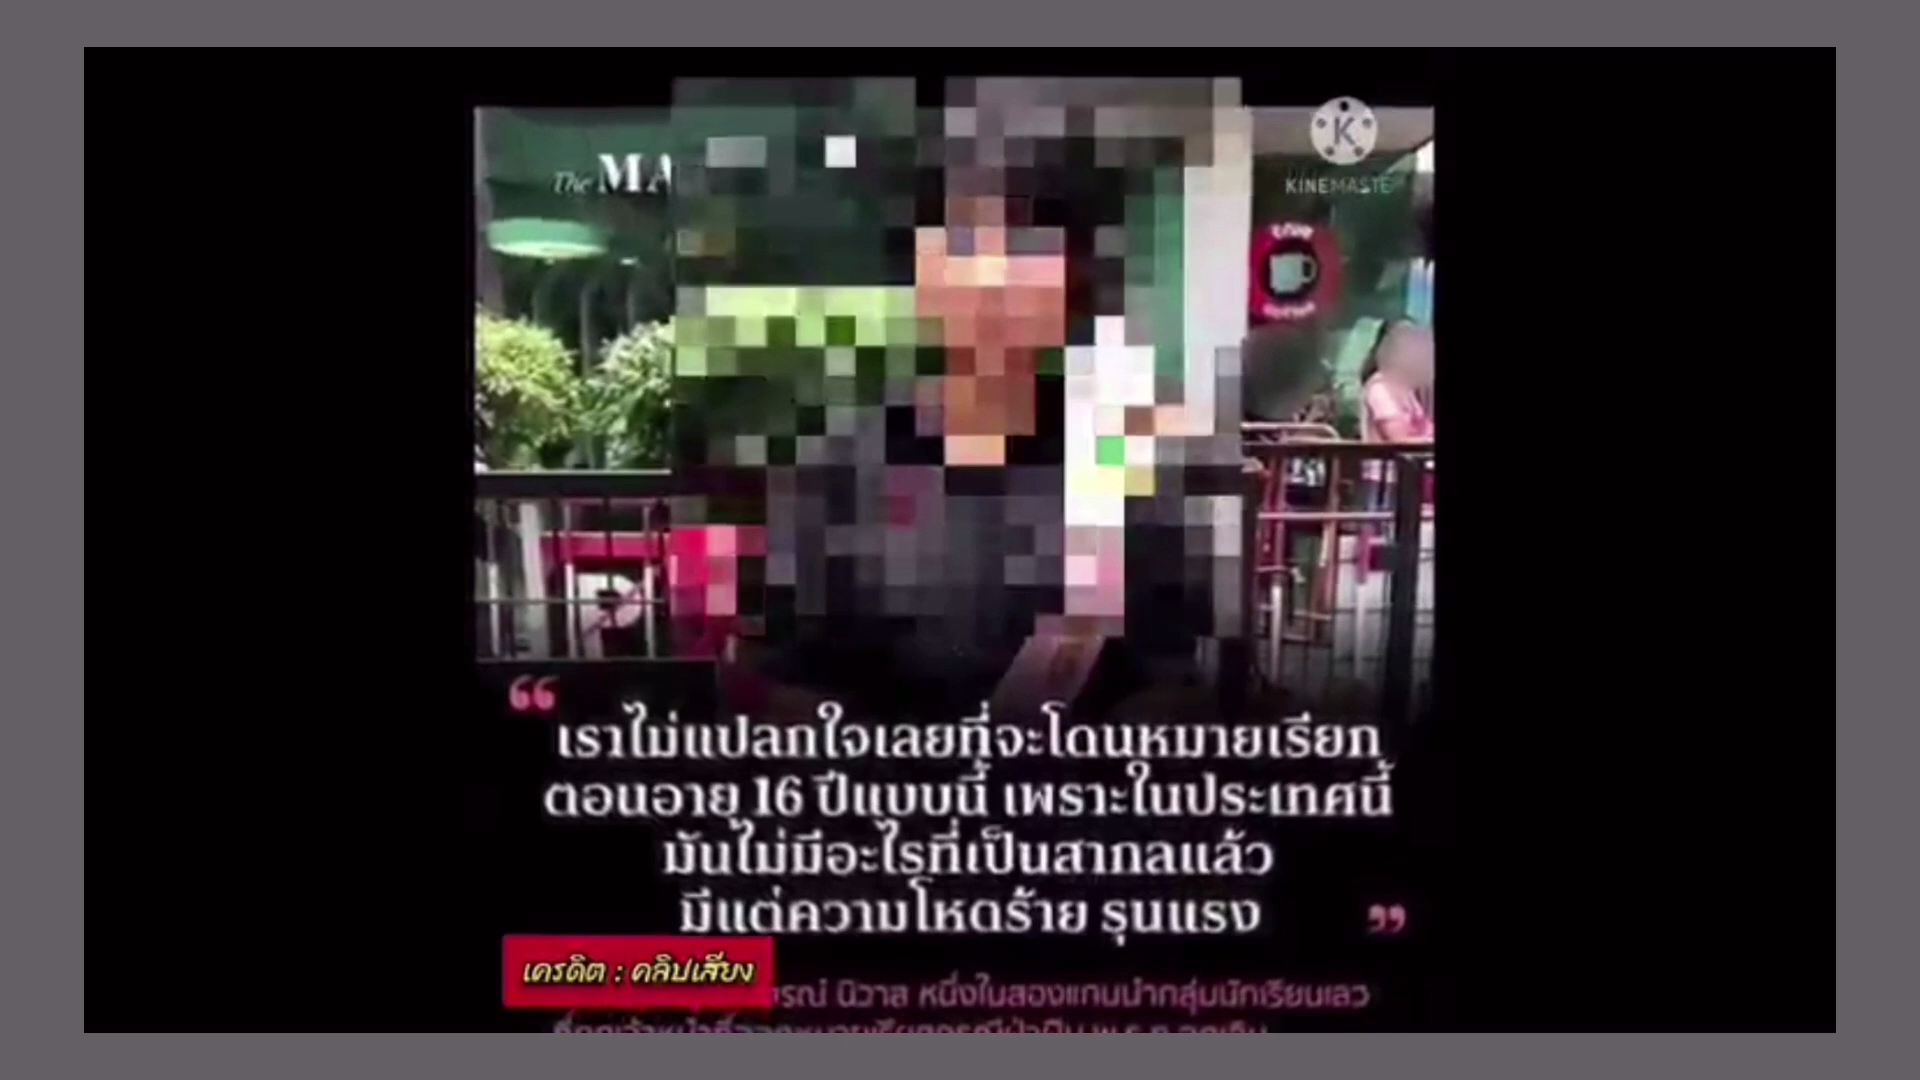 The MA
KINEMASTER
“เราไม่แปลกใจเลยที่จะโดนหมายเรียก
ตอนอายุ 16 ปีแบบนี้ เพราะในประเทศนี้
มันไม่มีอะไรที่เป็นสากลแล้ว
มีแต่ความโหดร้าย รุนแรง”
เครดิต : คลิปเสียง
นิวาส หนึ่งในสองแกนนำกลุ่มนักเรียนเลว